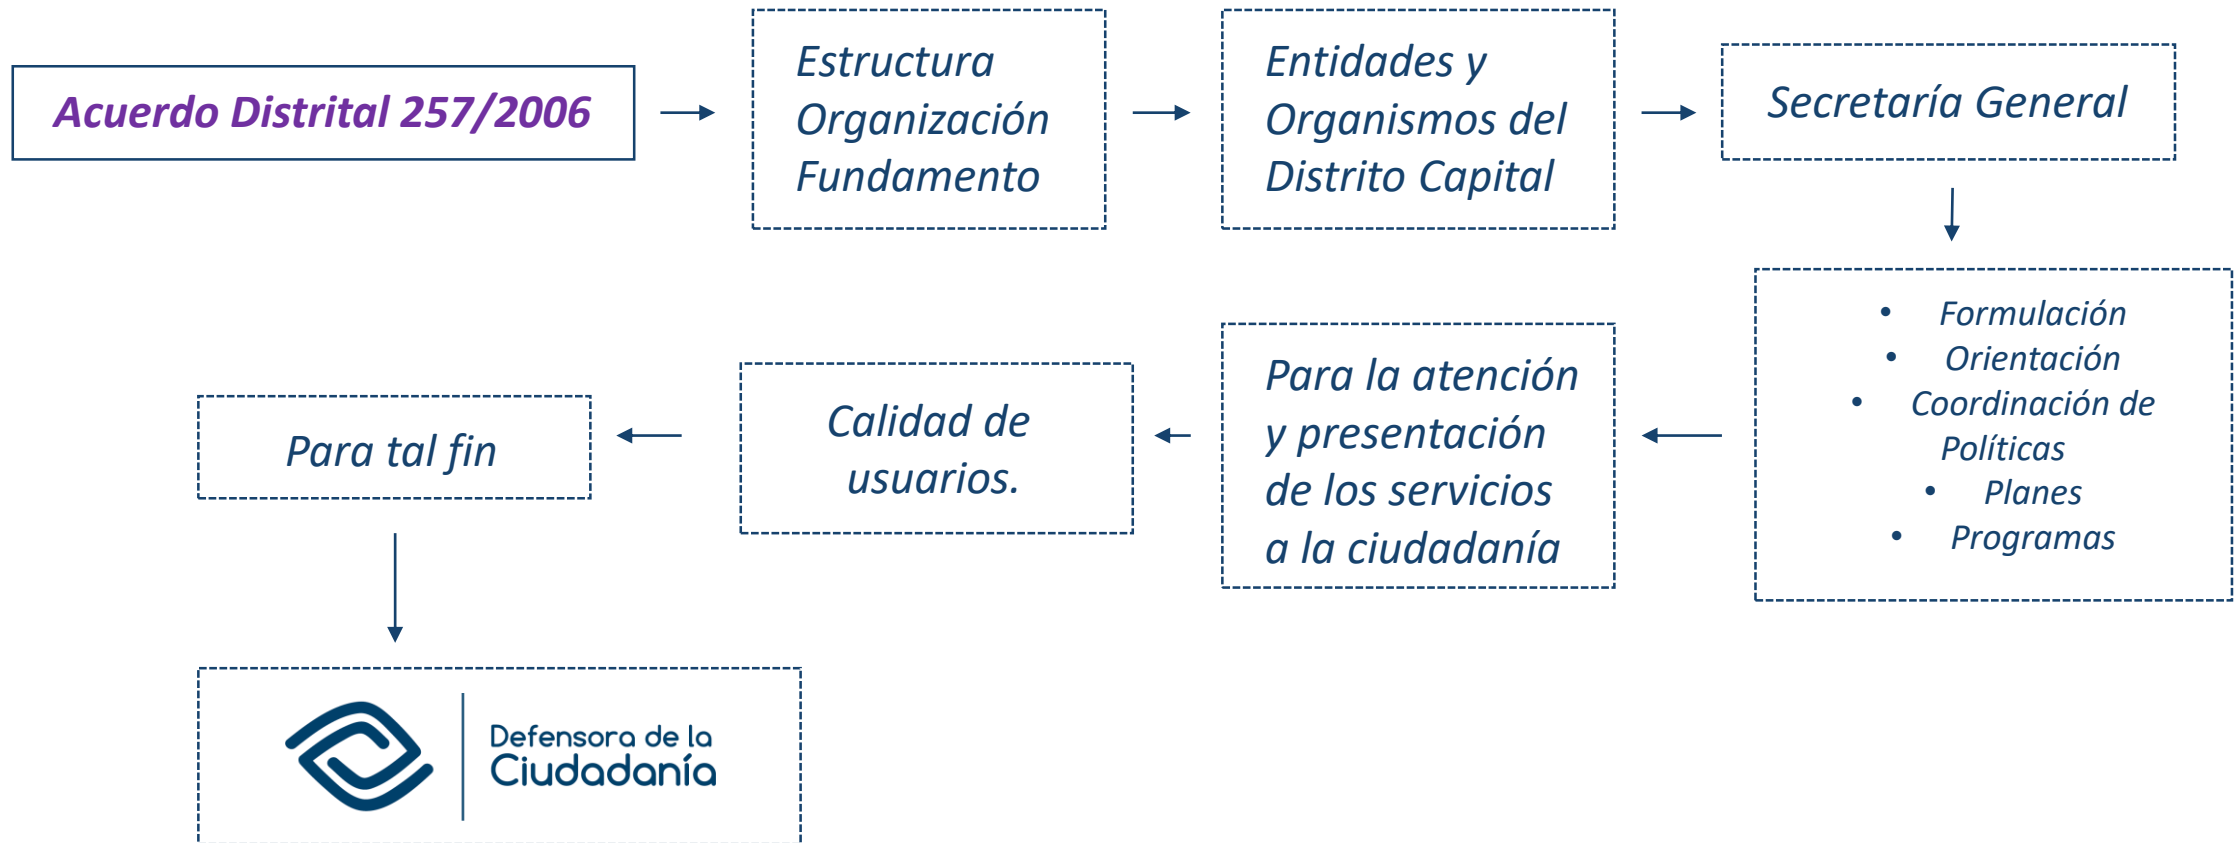 Acuerdo Distrital 257/2006
Estructura
Organización
Fundamento
Entidades y
Organismos del
Distrito Capital
Secretaría General
• Formulación
• Orientación
• Coordinación de
Políticas
• Planes
• Programas
Para la atención
y presentación
de los servicios
a la ciudadanía
Calidad de
usuarios.
Para tal fin
Defensora de la
Ciudadanía